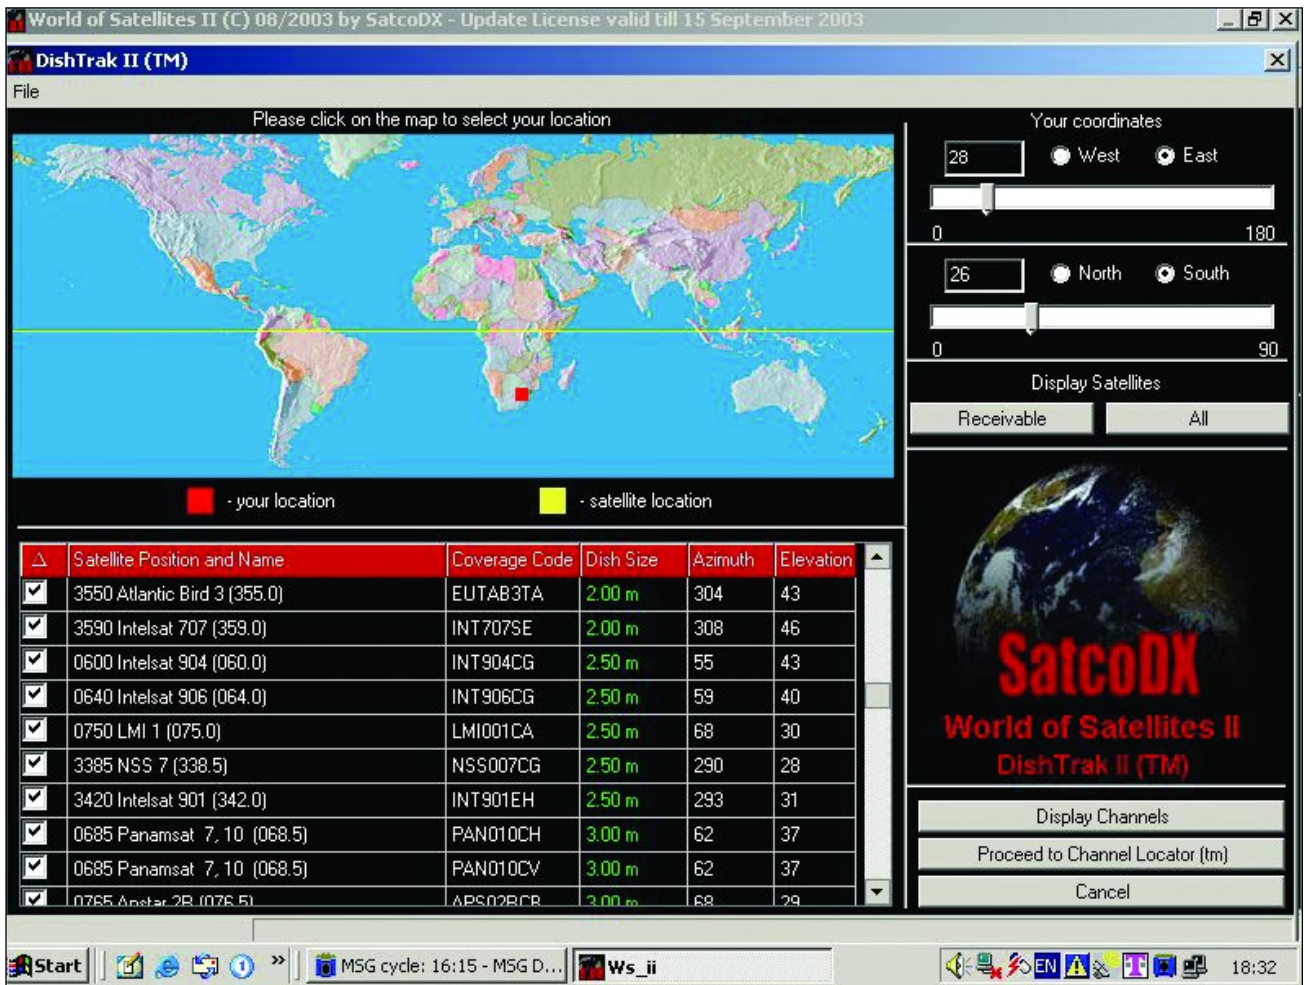 World of Satellites II (C) 08/2003 by SatcoDX - Update License valid till 15 September 2003
DishTrak II (TM)
File
Please click on the map to select your location
Your coordinates
28 West East
0 180
26 North South
0 90
Display Satellites
Receivable All
- your location - satellite location
Satellite Position and Name Coverage Code Dish Size Azimuth Elevation
3550 Atlantic Bird 3 (355.0) EUTAB3TA 2.00 m 304 43
3590 Intelsat 707 (359.0) INT707SE 2.00 m 308 46
0600 Intelsat 904 (060.0) INT904CG 2.50 m 55 43
0640 Intelsat 906 (064.0) INT906CG 2.50 m 59 40
0750 LMI 1 (075.0) LMI001CA 2.50 m 68 30
3385 NSS 7 (338.5) NSS007CG 2.50 m 290 28
3420 Intelsat 901 (342.0) INT901EH 2.50 m 293 31
0685 Panamsat 7, 10 (068.5) PAN010CH 3.00 m 62 37
0685 Panamsat 7, 10 (068.5) PAN010CV 3.00 m 62 37
0765 Apstar 2R (076.5) 3.00 m 68 29
SatcoDX
World of Satellites II
DishTrak II (TM)
Display Channels
Proceed to Channel Locator (tm)
Cancel
Start MSG cycle: 16:15 - MSG D... Ws_ii EN 18:32